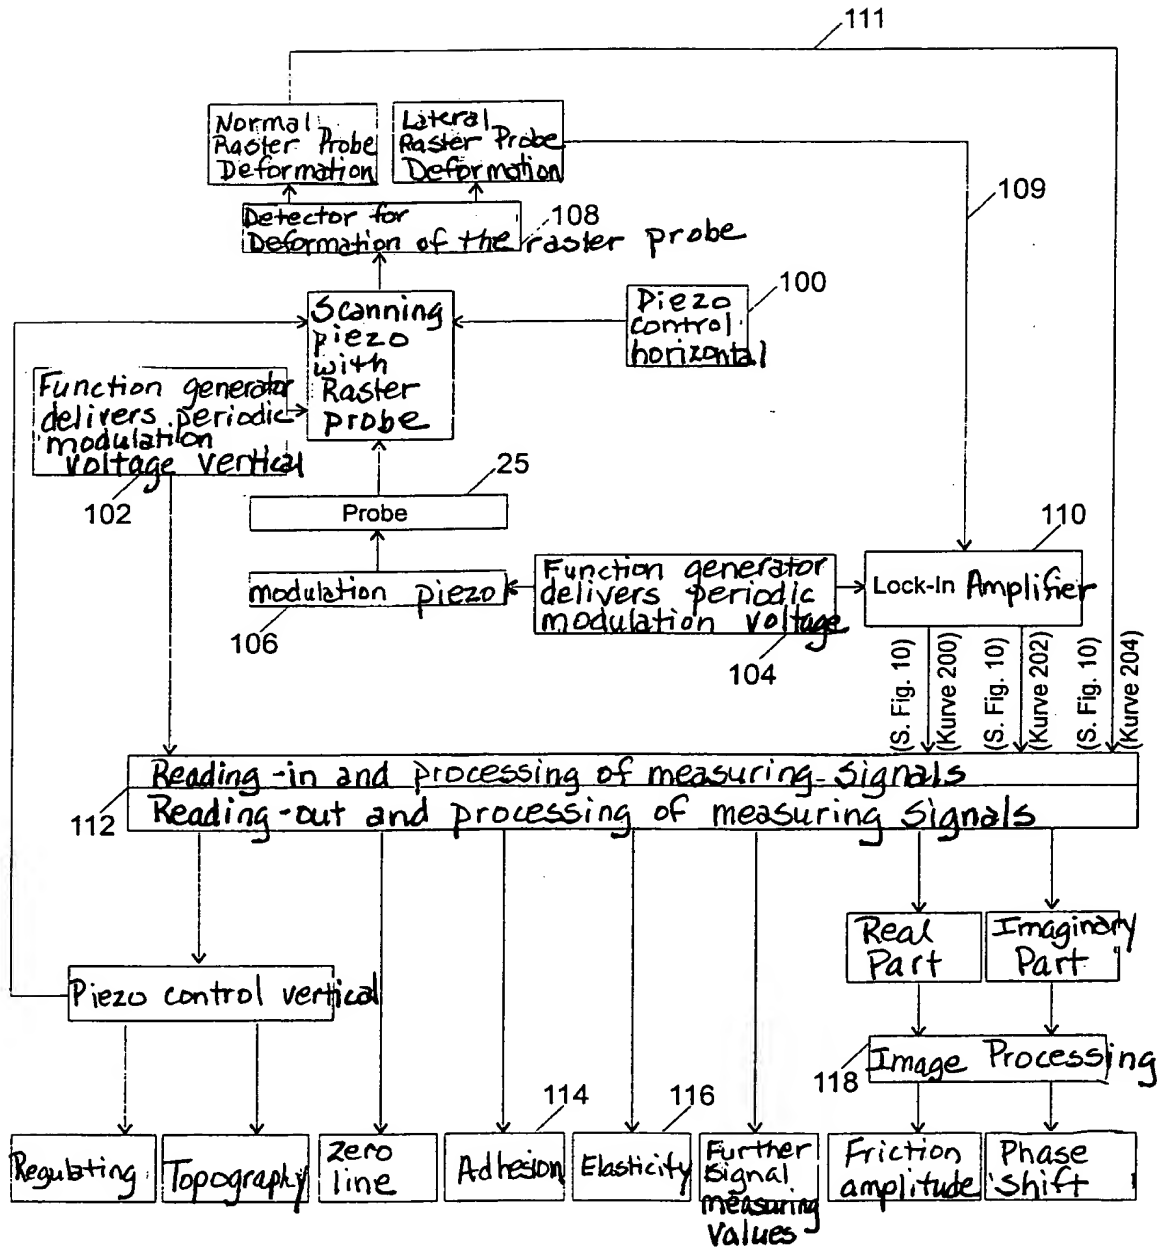 111
Normal
Raster Probe
Deformation
Lateral
Raster Probe
Deformation
109
Detector for
Deformation of the raster probe
108
Scanning
piezo
with
Raster
probe
Piezo
control
horizontal
100
Function generator
delivers periodic
modulation
voltage vertical
102
25
Probe
modulation piezo
106
Function generator
delivers periodic
modulation voltage
104
110
Lock-In Amplifier
(S. Fig. 10)
(Kurve 200)
(S. Fig. 10)
(Kurve 202)
(S. Fig. 10)
(Kurve 204)
Reading-in and processing of measuring signals
Reading-out and processing of measuring signals
112
Real
Part
Imaginary
Part
Piezo control vertical
Image Processing
118
114
116
Regulating
Topography
Zero
line
Adhesion
Elasticity
Further
signal
measuring
values
Friction
amplitude
Phase
shift